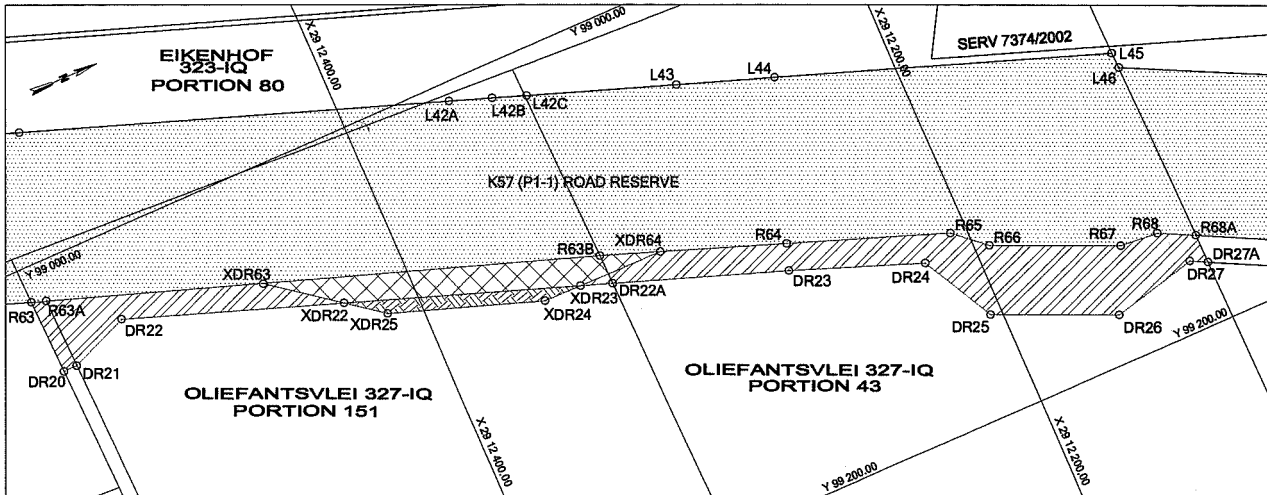 EIKENHOF
323-IQ
PORTION 80
N
X 29 12 400.00
Y 99 000.00
X 29 12 200.00
SERV 7374/2002
L45
L46
L44
L43
L42C
L42B
L42A
K57 (P1-1) ROAD RESERVE
Y 99 000.00
R63
R63A
XDR63
R63B
XDR64
R64
R65
R66
R67
R68
R68A
DR27A
DR27
DR20
DR21
DR22
XDR22
XDR25
XDR24
XDR23
DR22A
DR23
DR24
DR25
DR26
Y 99 200.00
OLIEFANTSVLEI 327-IQ
PORTION 151
OLIEFANTSVLEI 327-IQ
PORTION 43
X 29 12 400.00
Y 99 200.00
X 29 12 200.00